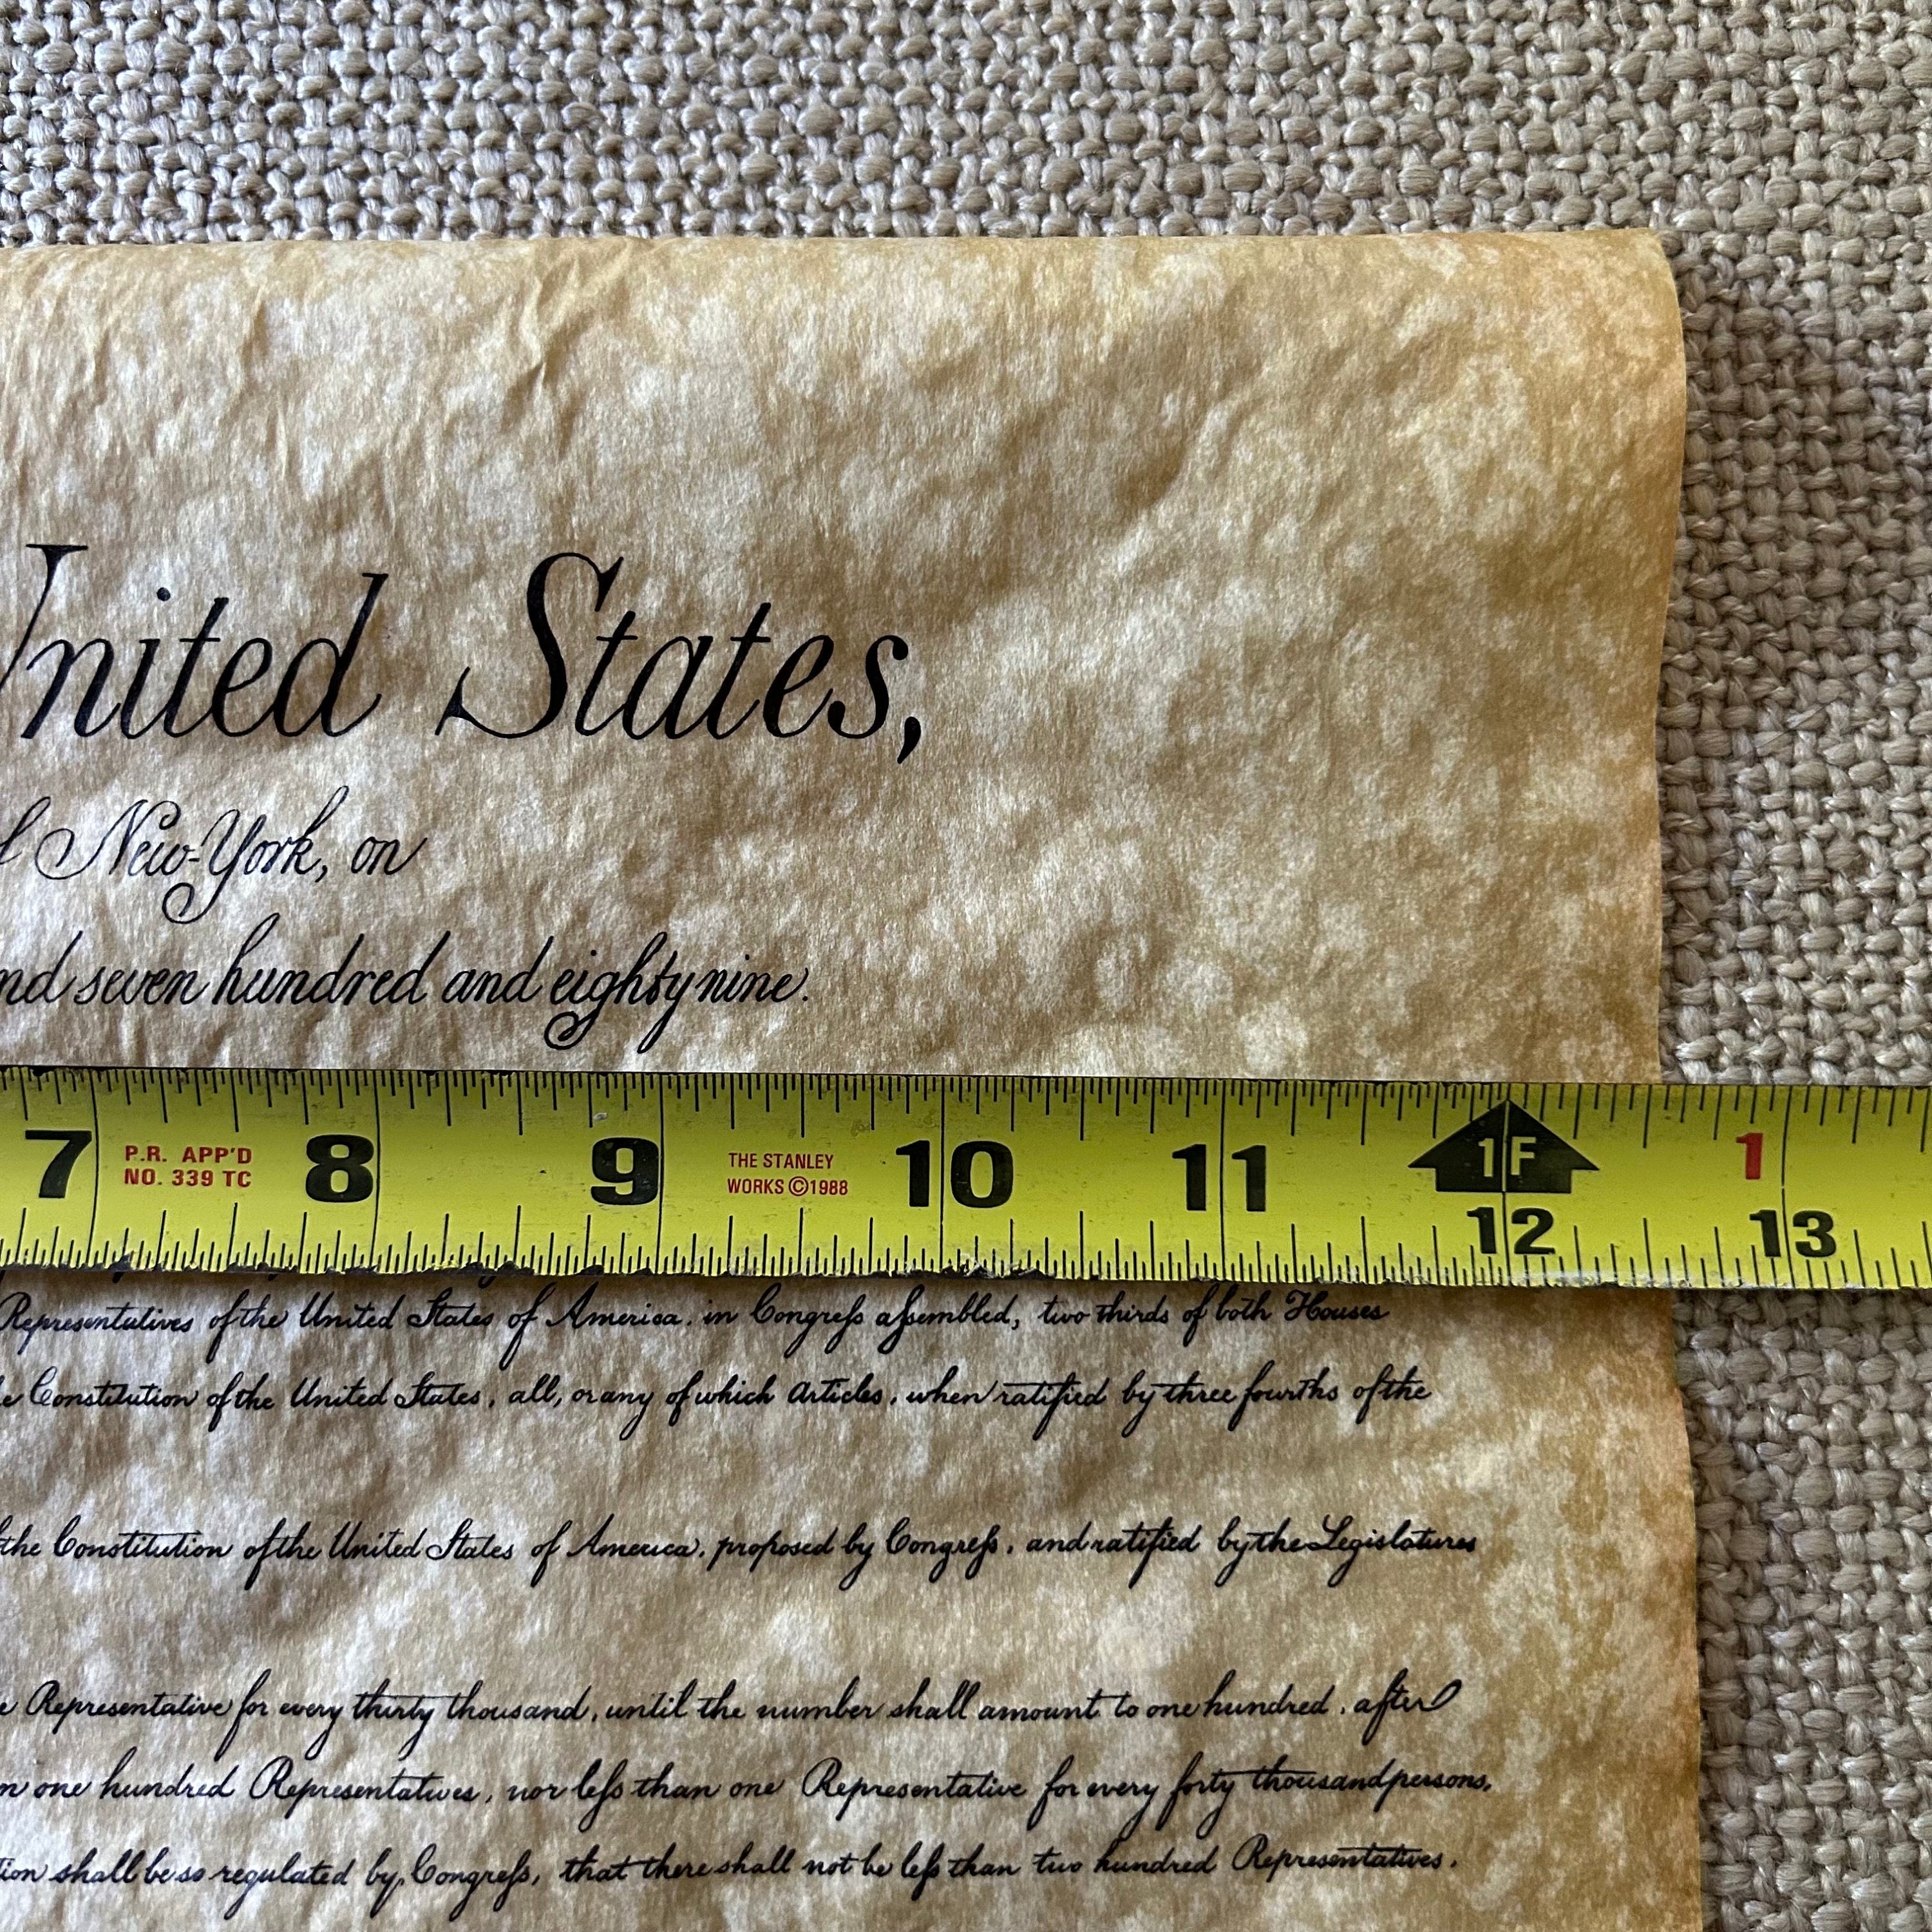 United States,
New-York, on
nd seven hundred and eighty nine.
7 8 9 10 11 1F 1
P.R. APP'D THE STANLEY
NO. 339 TC WORKS ©1988
12 13
Representatives of the United States of America, in Congreſs aſsembled, two thirds of both Houses
Constitution of the United States, all, or any of which Articles, when ratified by three fourths of the
the Constitution of the United States of America, proposed by Congreſs, and ratified by the Legislatures
Representative for every thirty thousand, until the number shall amount to one hundred, after
one hundred Representatives, nor leſs than one Representative for every forty thousand persons,
tion shall be so regulated by Congreſs, that there shall not be leſs than two hundred Representatives,